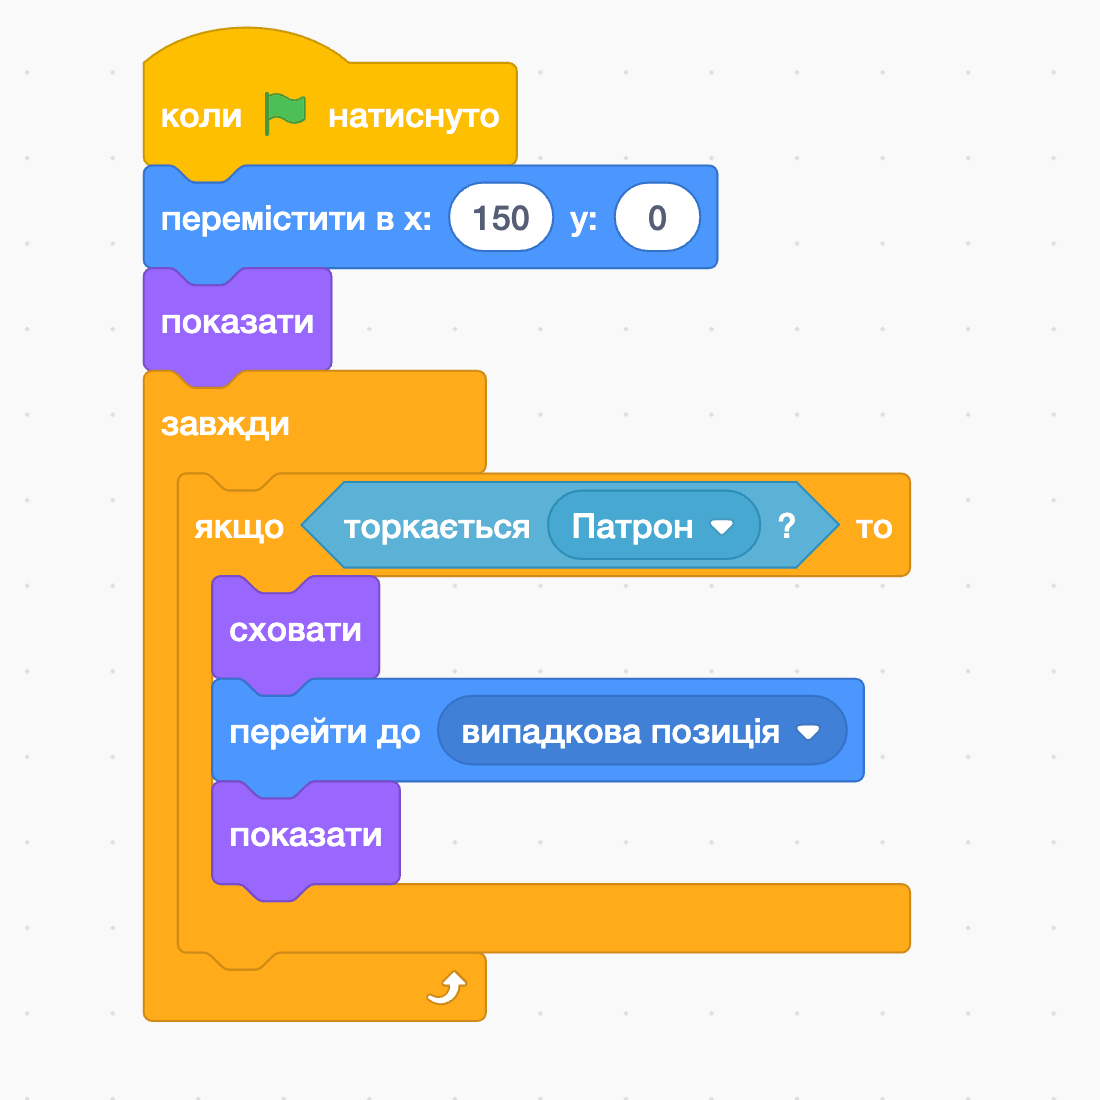 коли натиснуто
перемістити в x: 150 y: 0
показати
завжди
якщо торкається Патрон ? то
сховати
перейти до випадкова позиція
показати